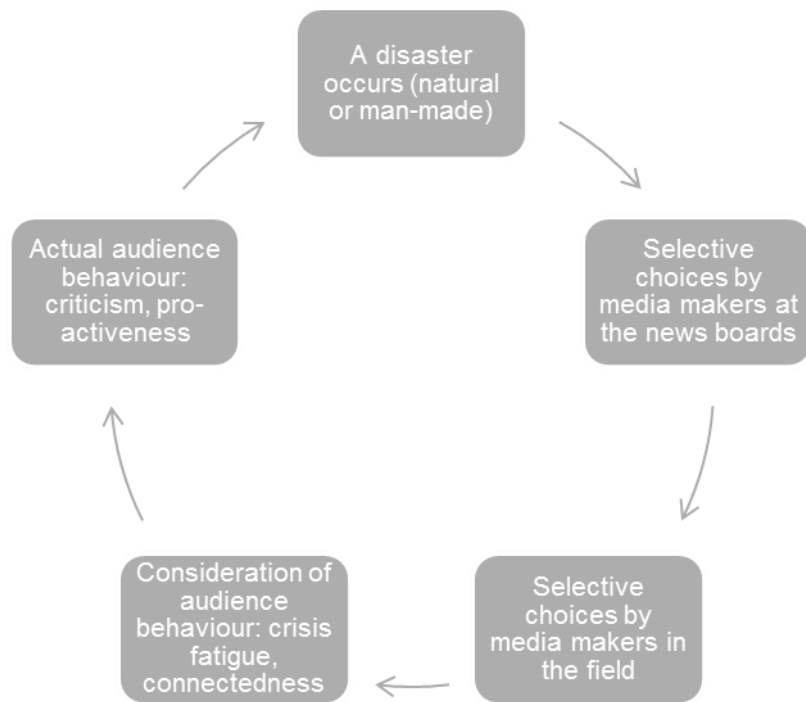 A disaster
occurs (natural
or man-made)
Selective
choices by
media makers at
the news boards
Selective
choices by
media makers in
the field
Consideration of
audience
behaviour: crisis
fatigue,
connectedness
Actual audience
behaviour:
criticism, pro-
activeness